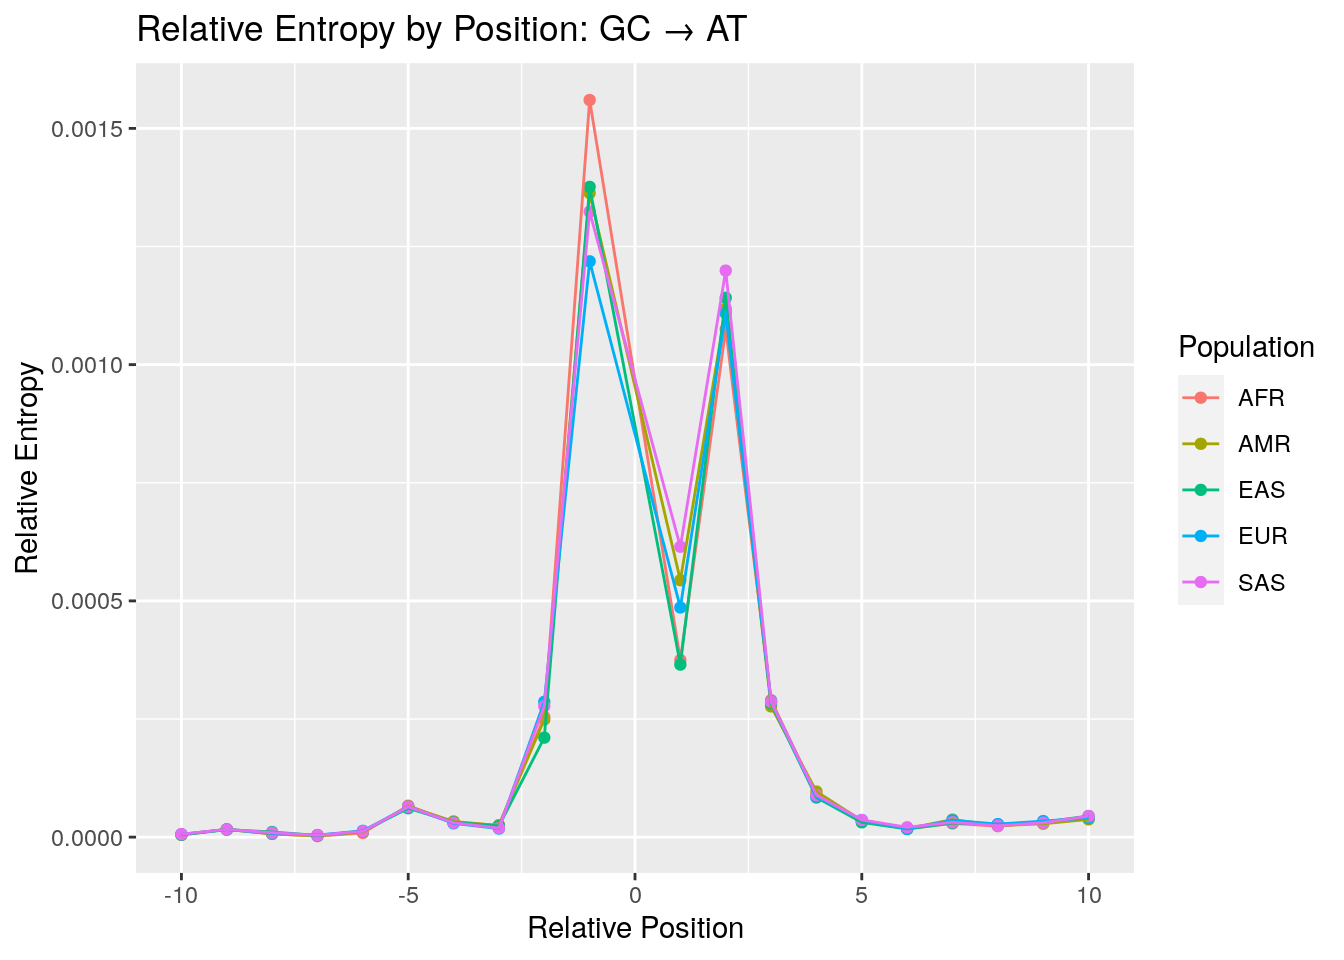 Relative Entropy by Position: GC → AT
Relative Entropy
0.0015
0.0010
0.0005
0.0000
-10 -5 0 5 10
Relative Position
Population
AFR
AMR
EAS
EUR
SAS